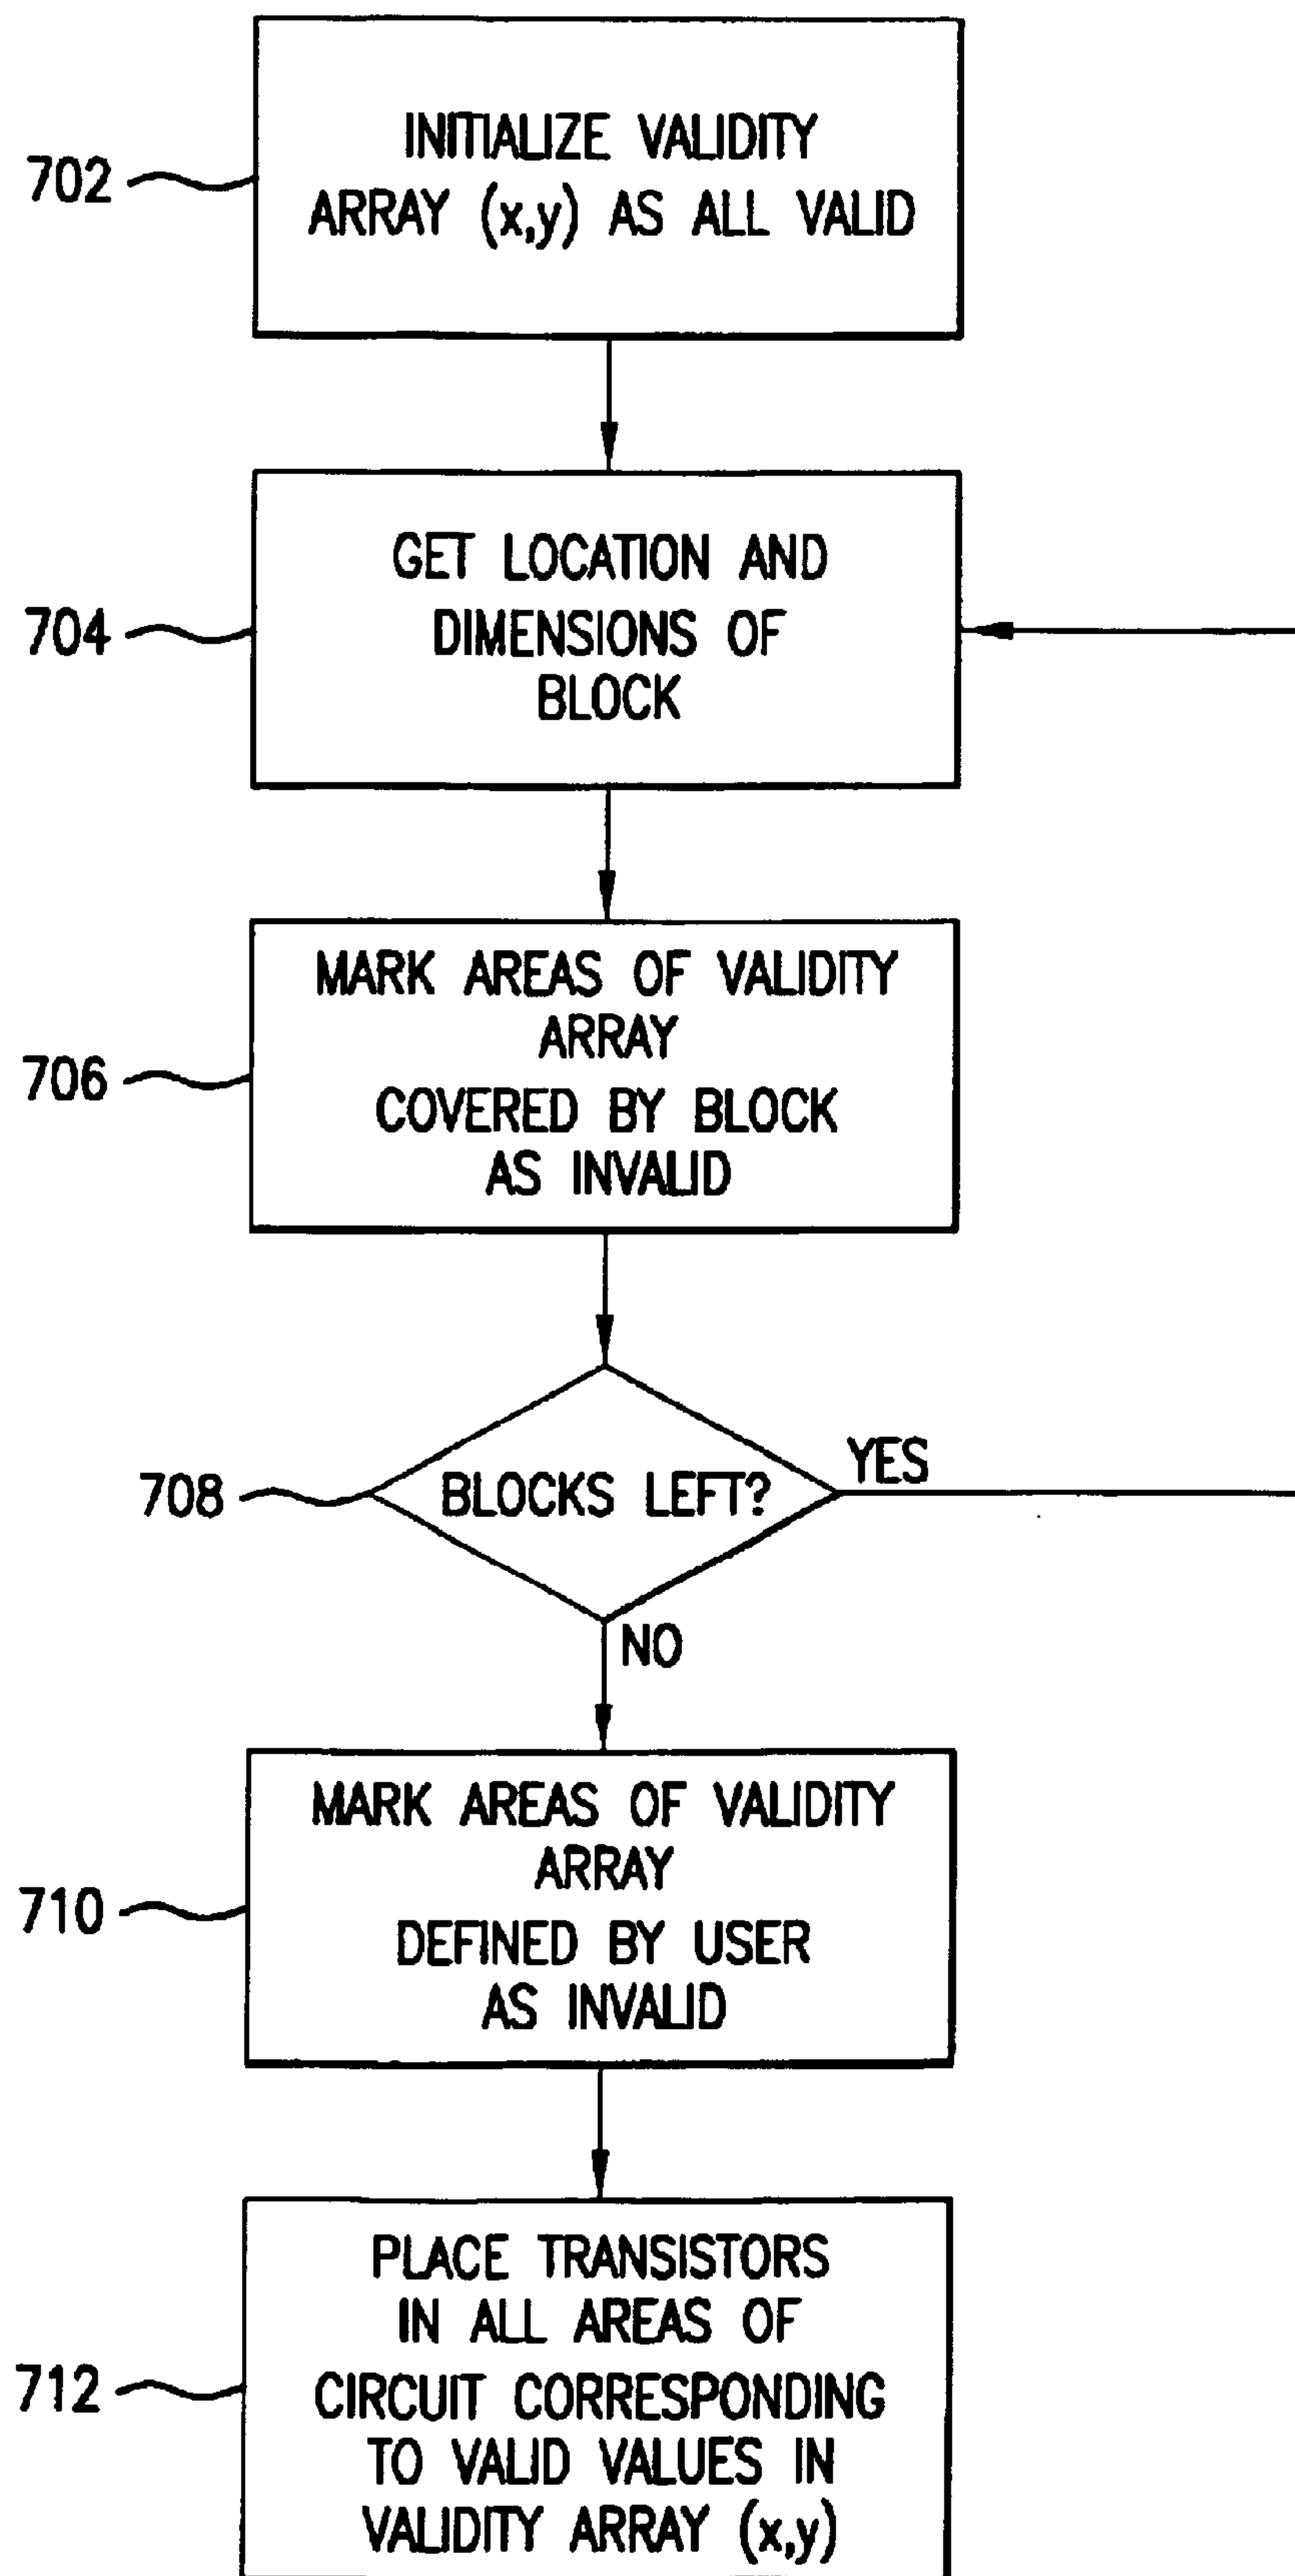 702
INITIALIZE VALIDITY
ARRAY (x,y) AS ALL VALID
704
GET LOCATION AND
DIMENSIONS OF
BLOCK
706
MARK AREAS OF VALIDITY
ARRAY
COVERED BY BLOCK
AS INVALID
708
BLOCKS LEFT?
YES
NO
710
MARK AREAS OF VALIDITY
ARRAY
DEFINED BY USER
AS INVALID
712
PLACE TRANSISTORS
IN ALL AREAS OF
CIRCUIT CORRESPONDING
TO VALID VALUES IN
VALIDITY ARRAY (x,y)